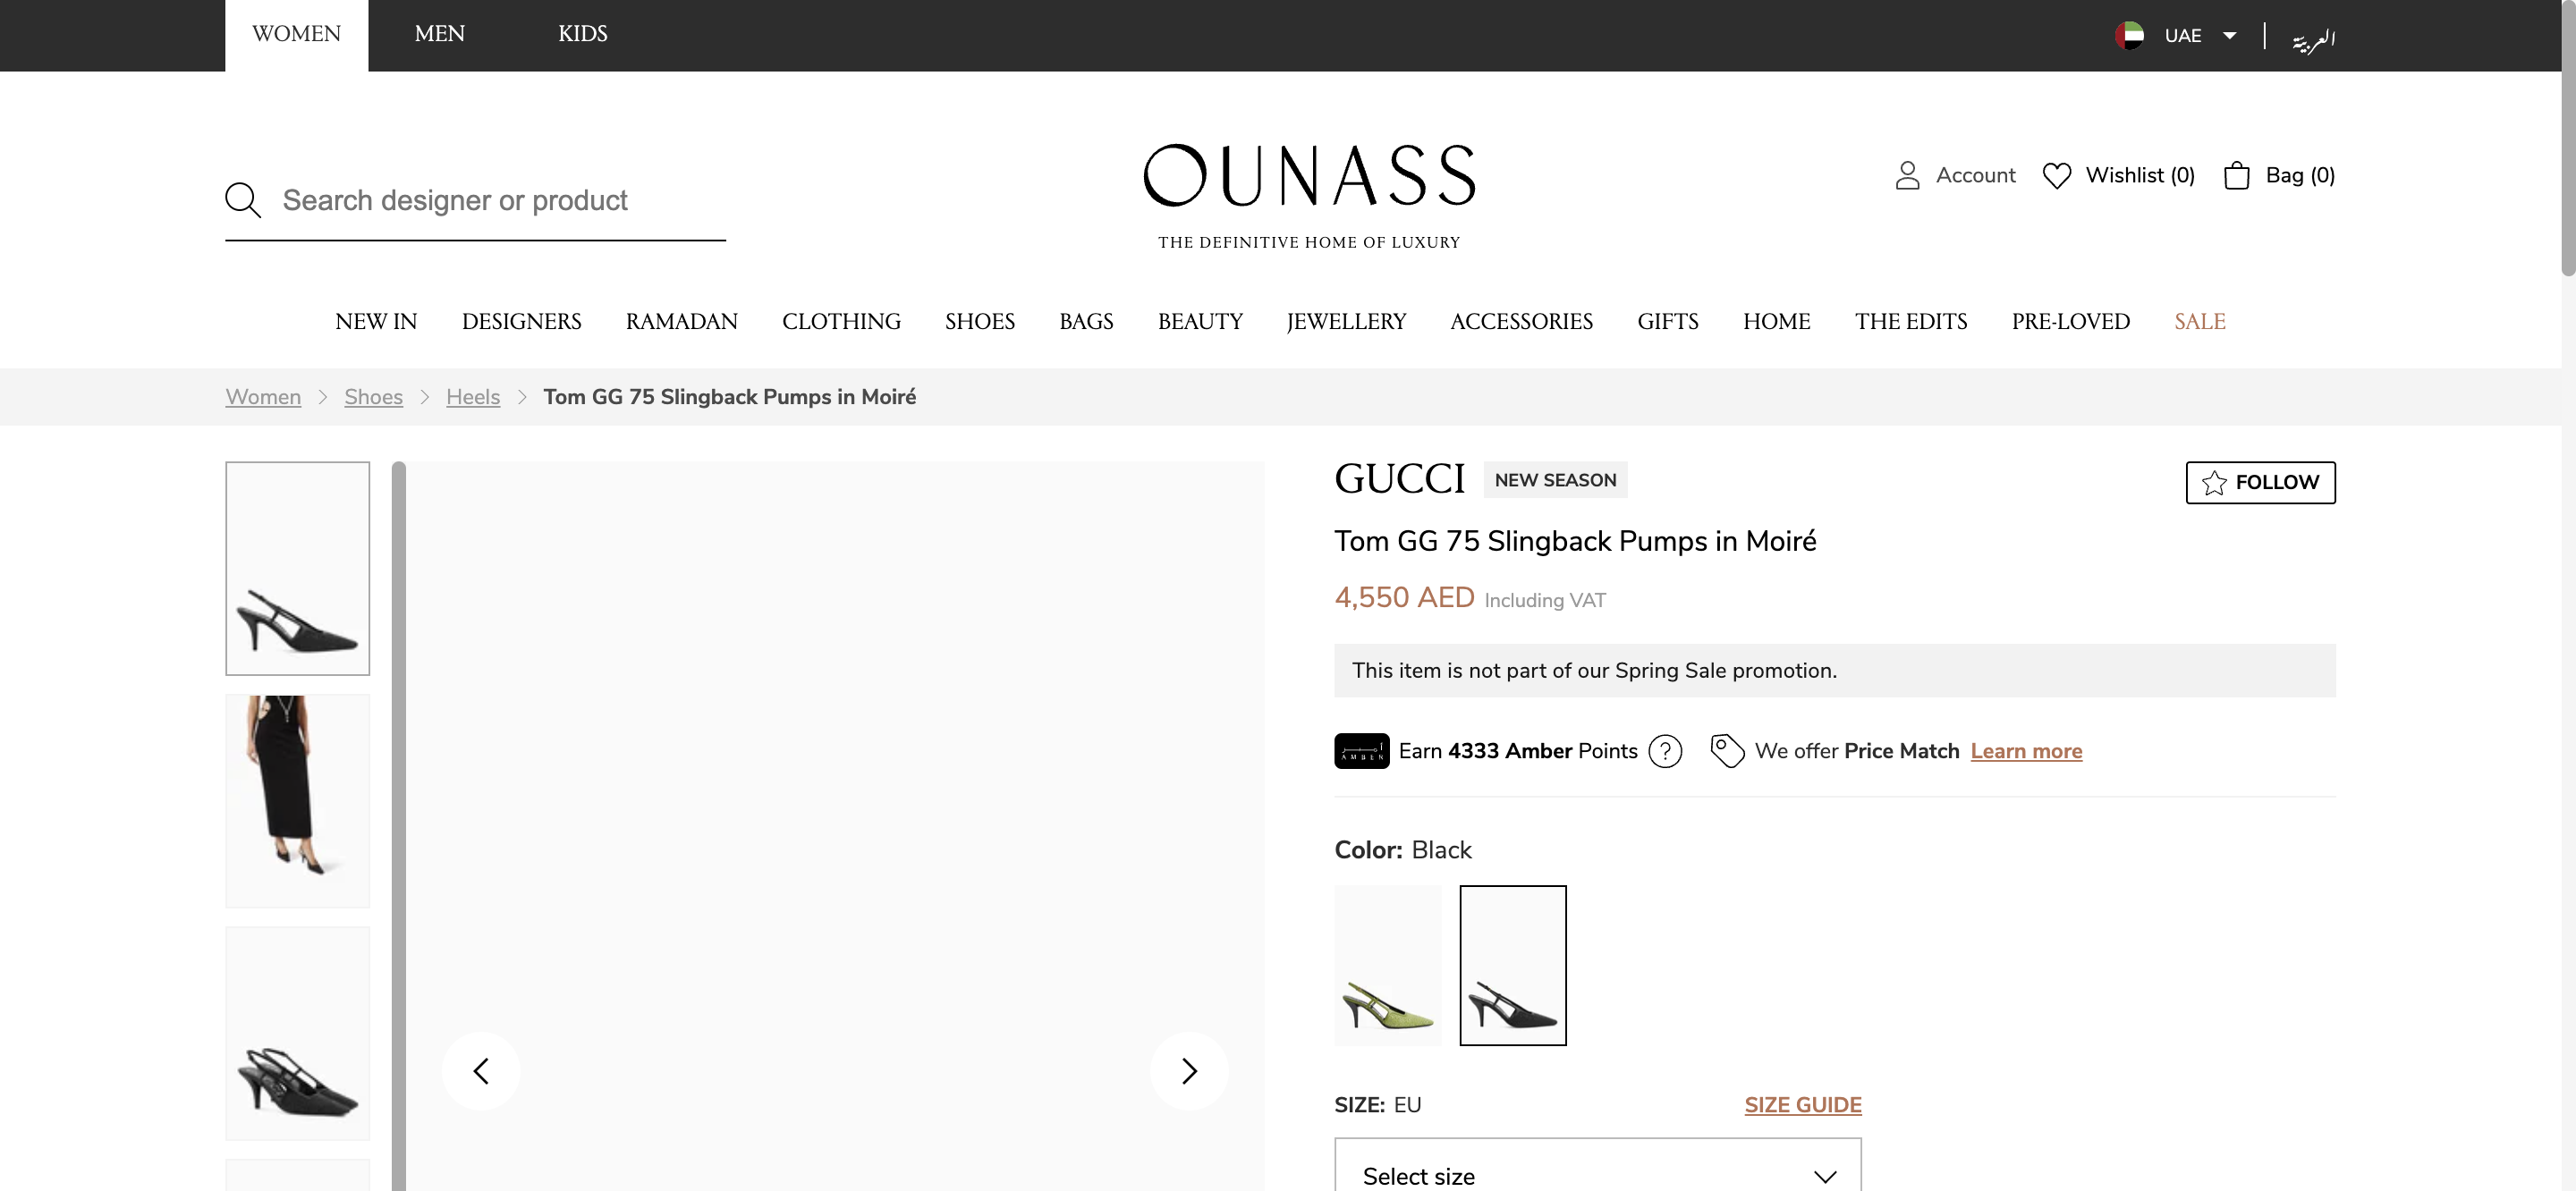 WOMEN MEN KIDS UAE العربية
Search designer or product
OUNASS
THE DEFINITIVE HOME OF LUXURY
Account Wishlist (0) Bag (0)
NEW IN DESIGNERS RAMADAN CLOTHING SHOES BAGS BEAUTY JEWELLERY ACCESSORIES GIFTS HOME THE EDITS PRE-LOVED SALE
Women Shoes Heels Tom GG 75 Slingback Pumps in Moiré
GUCCI NEW SEASON FOLLOW
Tom GG 75 Slingback Pumps in Moiré
4,550 AED Including VAT
This item is not part of our Spring Sale promotion.
AMBER Earn 4333 Amber Points ? We offer Price Match Learn more
Color: Black
SIZE: EU SIZE GUIDE
Select size